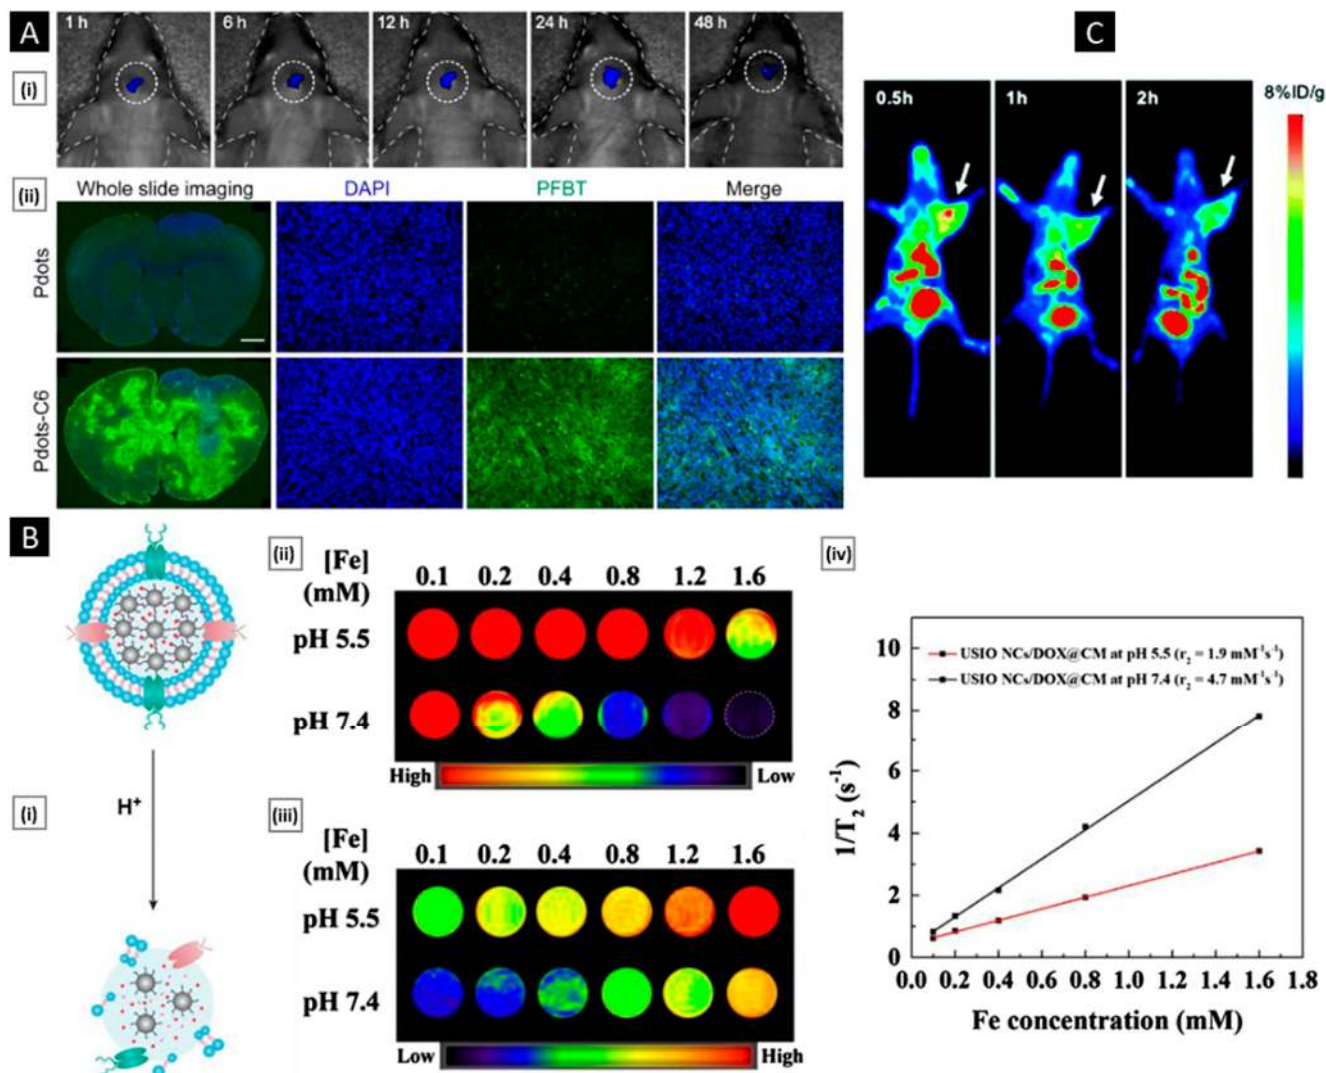 A
(i)
1 h
6 h
12 h
24 h
48 h
(ii)
Whole slide imaging
DAPI
PFBT
Merge
Pdots
Pdots-C6
C
0.5h
1h
2h
8%ID/g
B
(i)
H⁺
(ii)
[Fe]
(mM)
0.1 0.2 0.4 0.8 1.2 1.6
pH 5.5
pH 7.4
High
Low
(iii)
[Fe]
(mM)
0.1 0.2 0.4 0.8 1.2 1.6
pH 5.5
pH 7.4
Low
High
(iv)
USIO NCs/DOX@CM at pH 5.5 (r₂ = 1.9 mM⁻¹s⁻¹)
USIO NCs/DOX@CM at pH 7.4 (r₂ = 4.7 mM⁻¹s⁻¹)
1/T₂ (s⁻¹)
10
8
6
4
2
0
0.0 0.2 0.4 0.6 0.8 1.0 1.2 1.4 1.6 1.8
Fe concentration (mM)